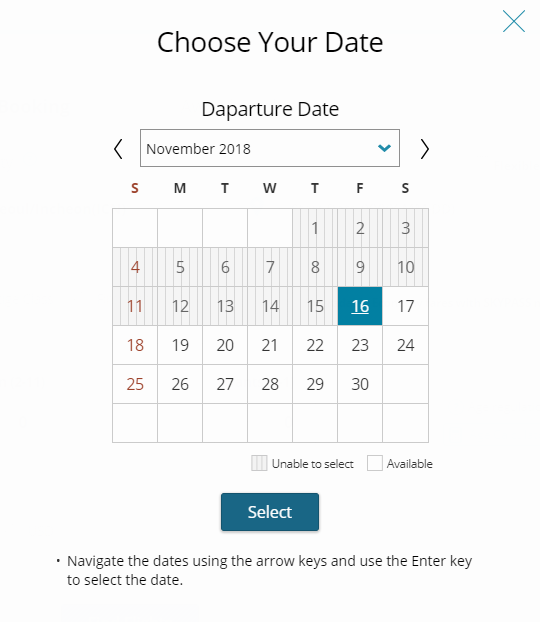 Choose Your Date
Daparture Date
November 2018
S M T W T F S
1 2 3
4 5 6 7 8 9 10
11 12 13 14 15 16 17
18 19 20 21 22 23 24
25 26 27 28 29 30
Unable to select Available
Select
• Navigate the dates using the arrow keys and use the Enter key
to select the date.